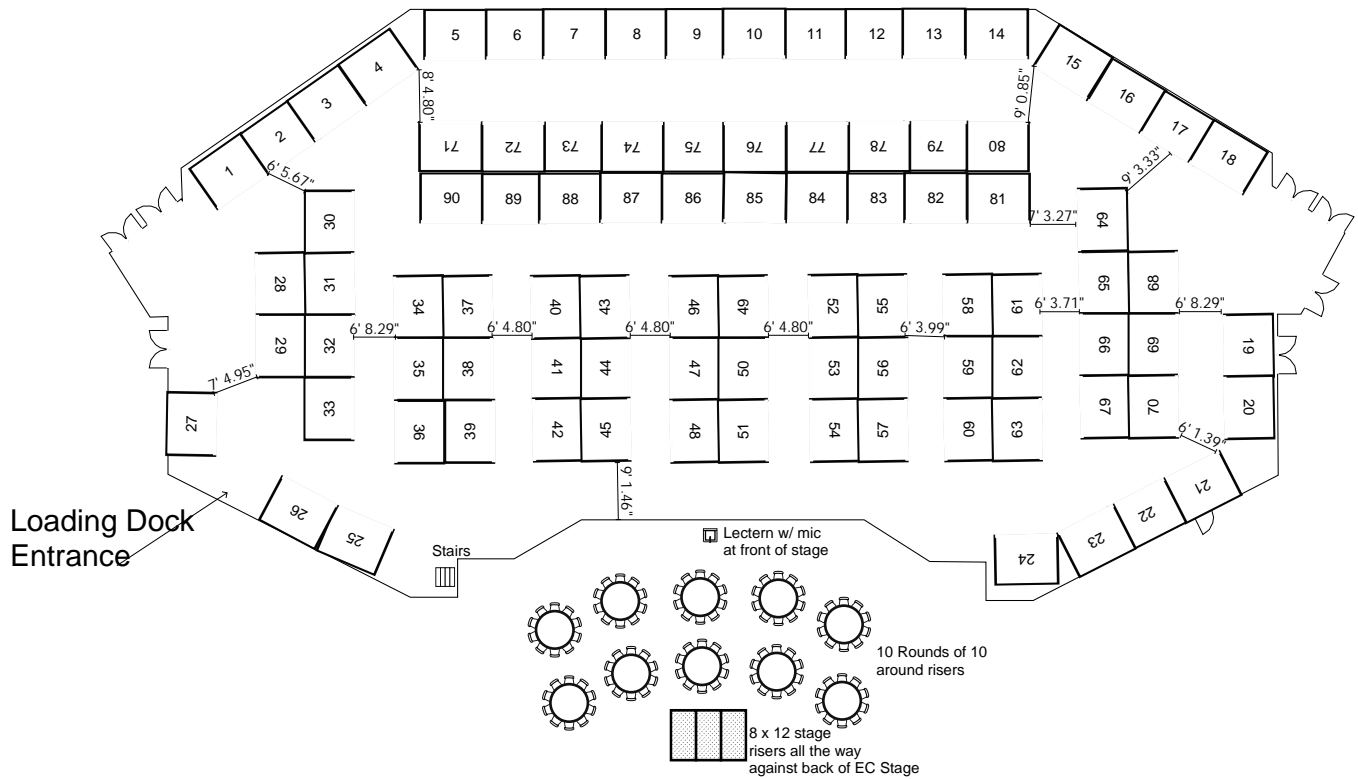 5 6 7 8 9 10 11 12 13 14
4
3
2
1
15
16
17
18
8' 4.80"
9' 0.85"
71 72 73 74 75 76 77 78 79 80
90 89 88 87 86 85 84 83 82 81
6' 5.67"
9' 3.33"
7' 3.27"
30
64
28 31
34 37 40 43 46 49 52 55 58 61
65 68
6' 8.29"
6' 4.80"
6' 4.80"
6' 4.80"
6' 3.99"
6' 3.71"
6' 8.29"
29 32
35 38 41 44 47 50 53 56 59 62
66 69
19
7' 4.95"
33
36 39 42 45 48 51 54 57 60 63
67 70
20
27
6' 1.39"
9' 1.46"
21
22
23
24
26
25
Loading Dock
Entrance
Stairs
Lectern w/ mic
at front of stage
10 Rounds of 10
around risers
8 x 12 stage
risers all the way
against back of EC Stage